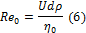 Re₀ = Udρ / η₀ (6)